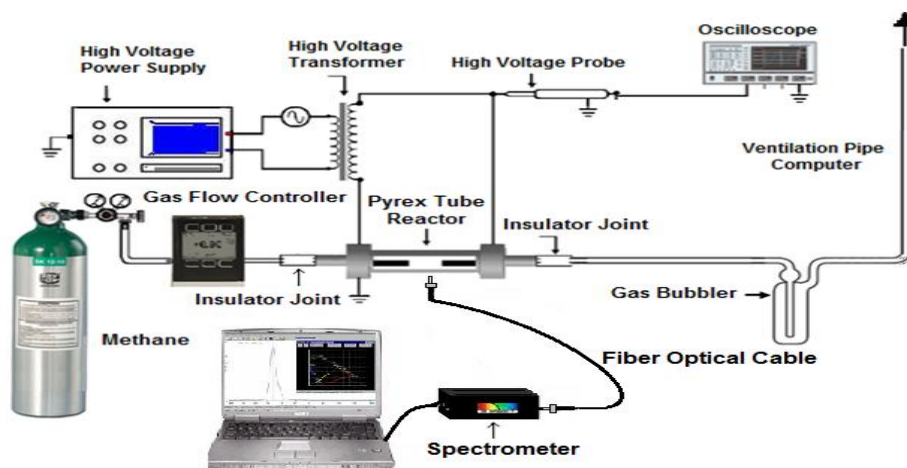 Oscilloscope
High Voltage
Power Supply
High Voltage
Transformer
High Voltage Probe
Ventilation Pipe
Computer
Gas Flow Controller
Pyrex Tube
Reactor
Insulator Joint
Insulator Joint
Gas Bubbler
Methane
Fiber Optical Cable
Spectrometer